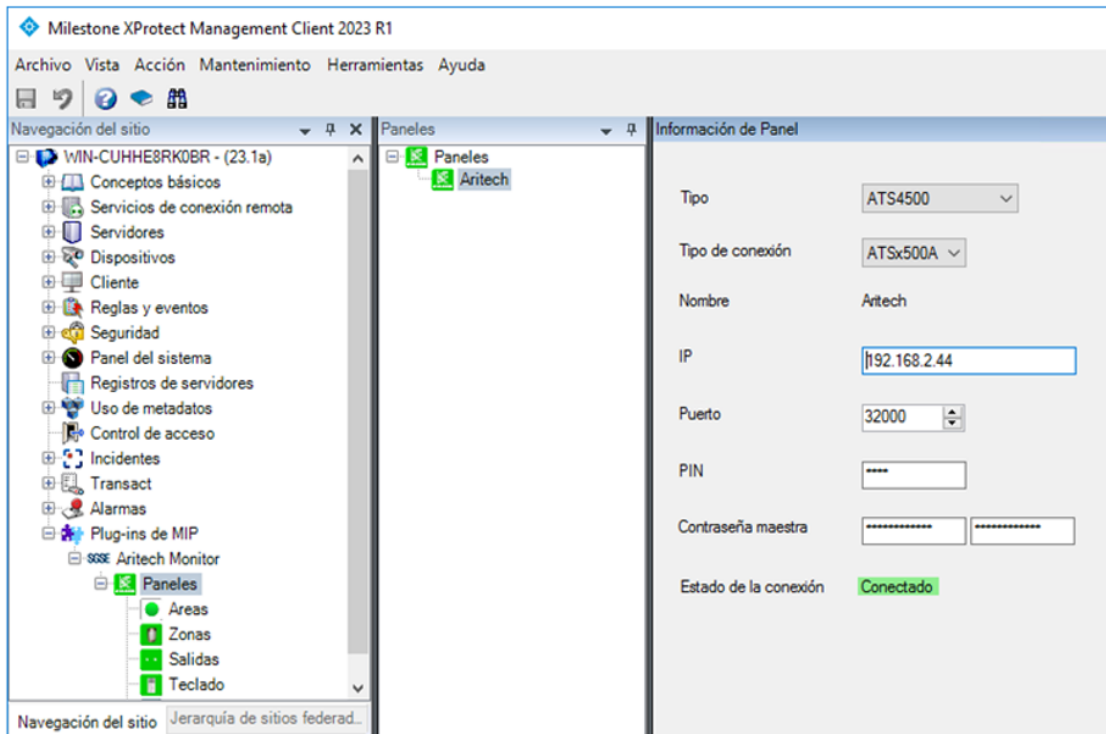 Milestone XProtect Management Client 2023 R1
Archivo Vista Acción Mantenimiento Herramientas Ayuda
Navegación del sitio
WIN-CUHHE8RK0BR - (23.1a)
Conceptos básicos
Servicios de conexión remota
Servidores
Dispositivos
Cliente
Reglas y eventos
Seguridad
Panel del sistema
Registros de servidores
Uso de metadatos
Control de acceso
Incidentes
Transact
Alarmas
Plug-ins de MIP
SGSE Aritech Monitor
Paneles
Areas
Zonas
Salidas
Teclado
Navegación del sitio Jerarquía de sitios federad...
Paneles
Paneles
Aritech
Información de Panel
Tipo ATS4500
Tipo de conexión ATSx500A
Nombre Aritech
IP 192.168.2.44
Puerto 32000
PIN ****
Contraseña maestra ************ ************
Estado de la conexión Conectado